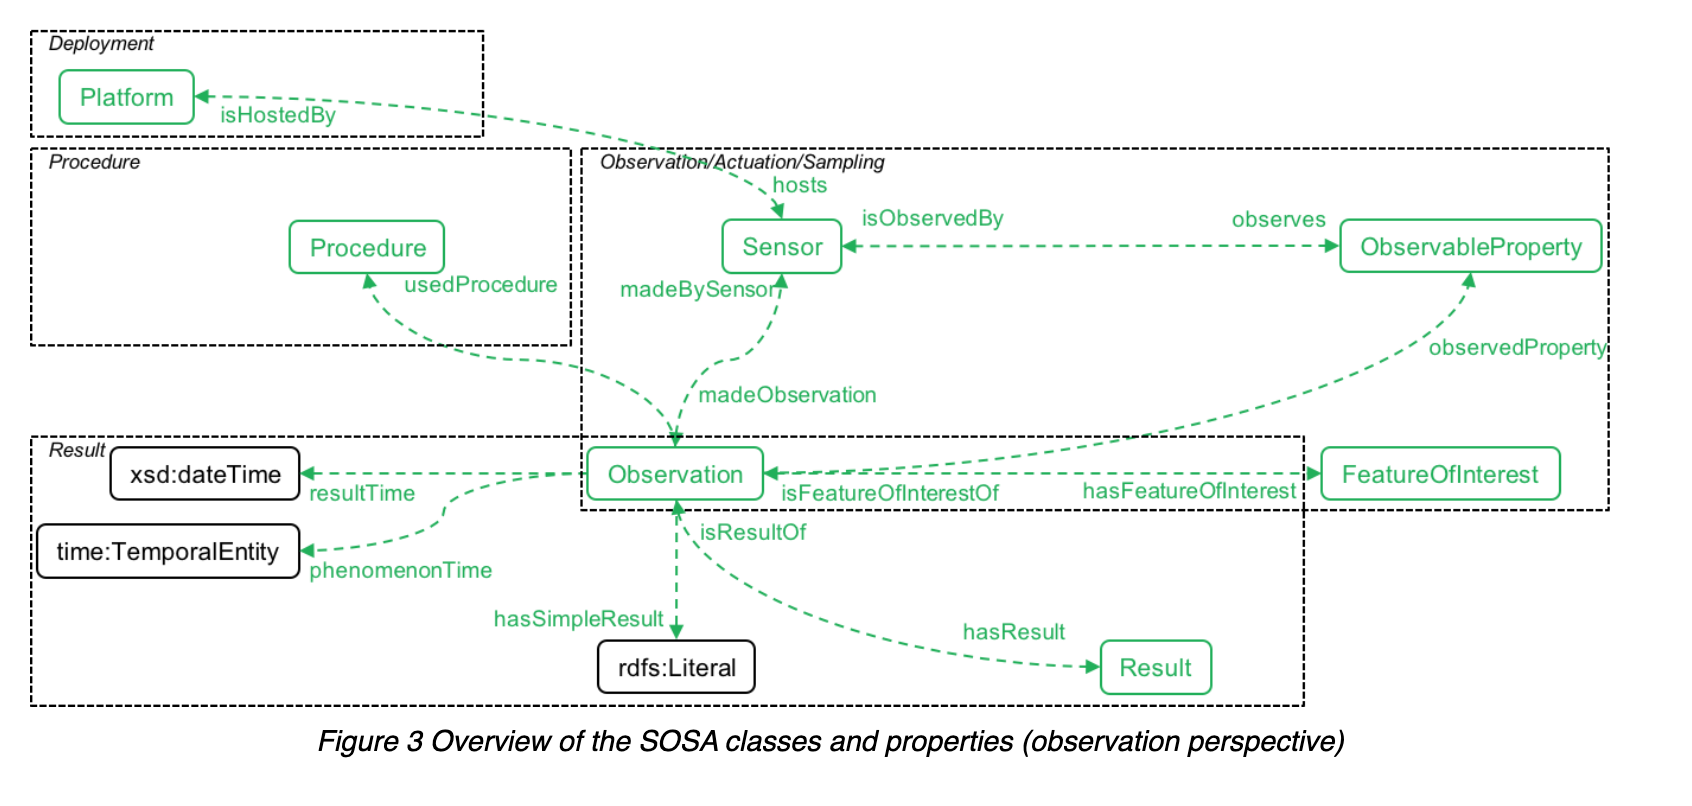 Deployment
Platform
isHostedBy
Procedure
Observation/Actuation/Sampling
hosts
isObservedBy
observes
Procedure
Sensor
ObservableProperty
usedProcedure
madeBySensor
observedProperty
madeObservation
Result
xsd:dateTime
Observation
FeatureOfInterest
resultTime
isFeatureOfInterestOf
hasFeatureOfInterest
isResultOf
time:TemporalEntity
phenomenonTime
hasSimpleResult
hasResult
rdfs:Literal
Result
Figure 3 Overview of the SOSA classes and properties (observation perspective)